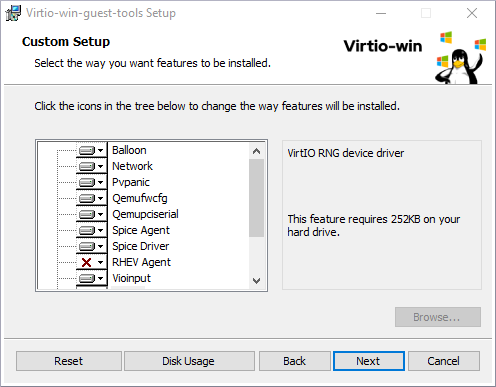 Virtio-win-guest-tools Setup
Custom Setup
Select the way you want features to be installed.
Virtio-win
Click the icons in the tree below to change the way features will be installed.
Balloon
Network
Pvpanic
Qemufwcfg
Qemupciserial
Spice Agent
Spice Driver
RHEV Agent
Vioinput
VirtIO RNG device driver
This feature requires 252KB on your
hard drive.
Browse...
Reset
Disk Usage
Back
Next
Cancel